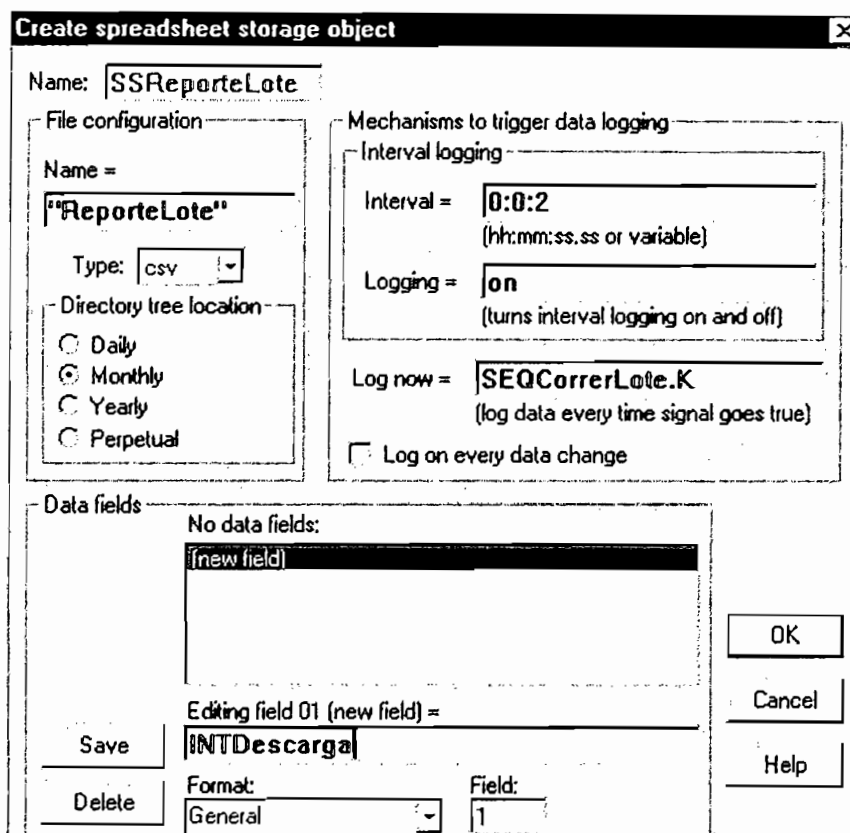 Create spreadsheet storage object
Name: SSReporteLote
File configuration
Name =
"ReporteLote"
Type: csv
Directory tree location
Daily
Monthly
Yearly
Perpetual
Mechanisms to trigger data logging
Interval logging
Interval = 0:0:2
(hh:mm:ss.ss or variable)
Logging = on
(turns interval logging on and off)
Log now = SEQCorrerLote.K
(log data every time signal goes true)
Log on every data change
Data fields
No data fields:
(new field)
Editing field 01 (new field) =
INTDescarga
Save
Delete
Format:
General
Field:
1
OK
Cancel
Help